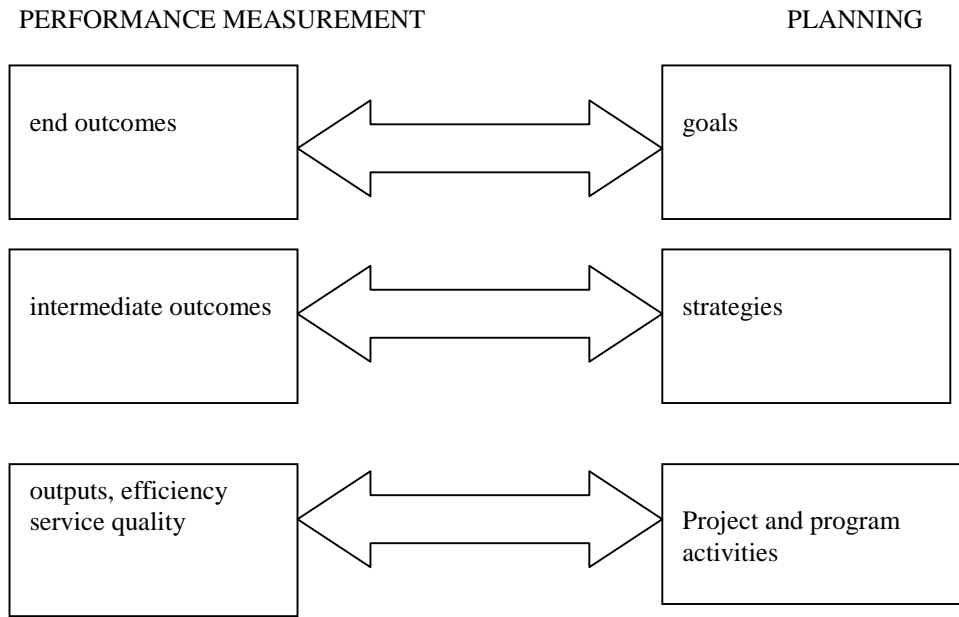 PERFORMANCE MEASUREMENT
PLANNING
end outcomes
goals
intermediate outcomes
strategies
outputs, efficiency
service quality
Project and program
activities